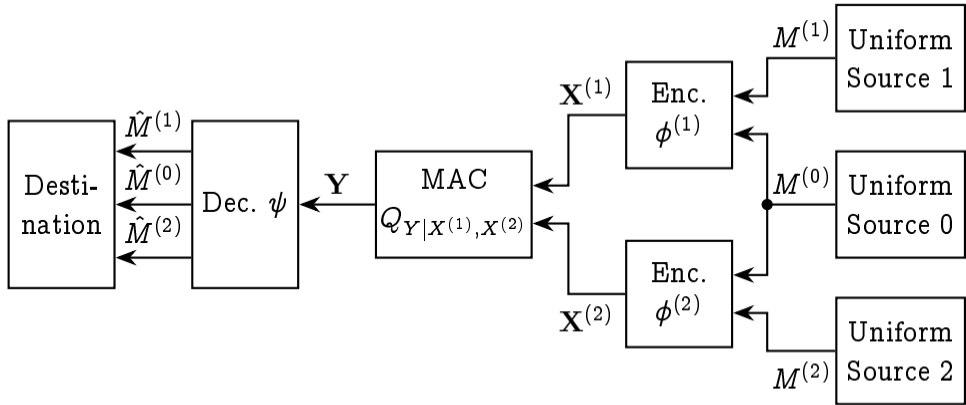 M^(1)
Uniform
Source 1
X^(1)
Enc.
ϕ^(1)
M̂^(1)
Desti-
nation
M̂^(0)
M̂^(2)
Dec. ψ
Y
MAC
Q_{Y|X^(1),X^(2)}
M^(0)
Uniform
Source 0
Enc.
ϕ^(2)
X^(2)
M^(2)
Uniform
Source 2